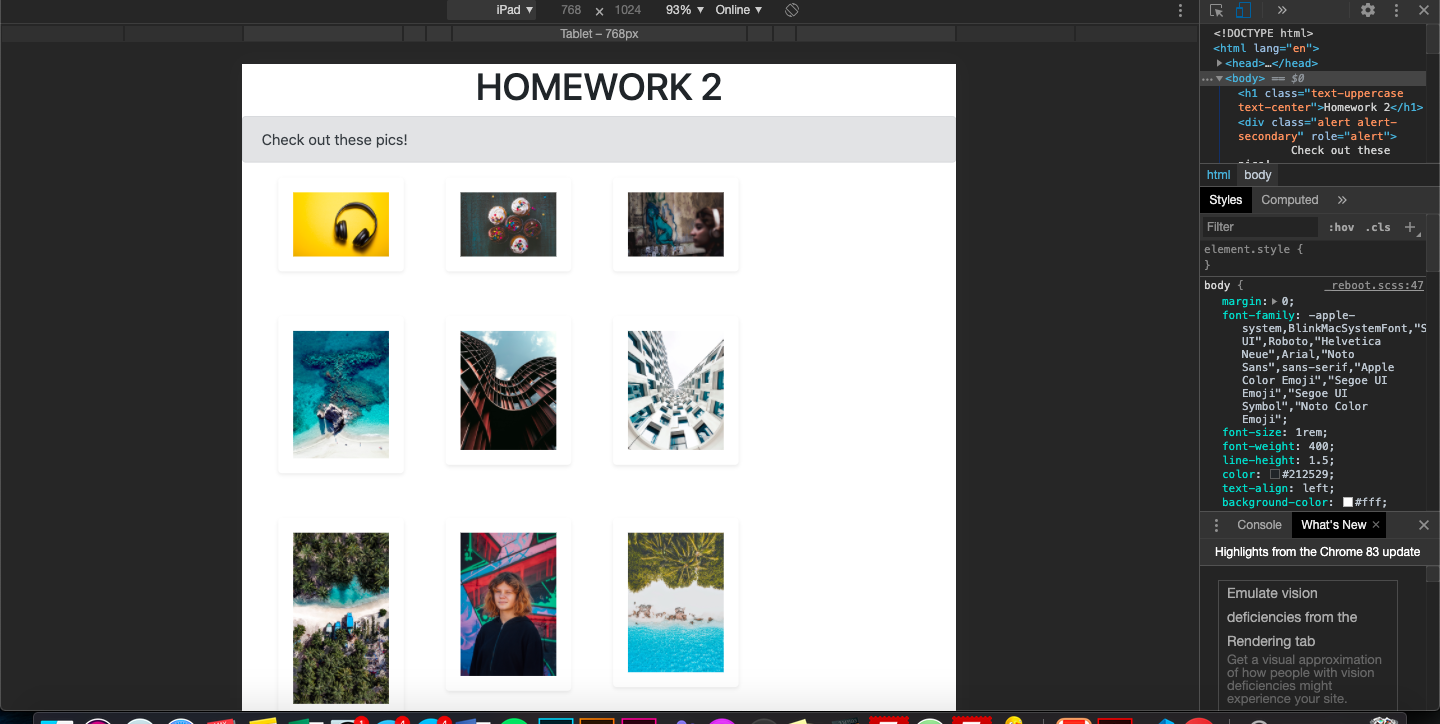 iPad ▼ 768 × 1024 93% ▼ Online ▼
Tablet – 768px
HOMEWORK 2
Check out these pics!
»
<!DOCTYPE html>
<html lang="en">
▶<head>…</head>
…▼<body> == $0
<h1 class="text-uppercase
text-center">Homework 2</h1>
<div class="alert alert-
secondary" role="alert">
Check out these
html body
Styles Computed »
Filter :hov .cls +
element.style {
}
body { _reboot.scss:47
margin:▶ 0;
font-family: -apple-
system,BlinkMacSystemFont,"S
UI",Roboto,"Helvetica
Neue",Arial,"Noto
Sans",sans-serif,"Apple
Color Emoji","Segoe UI
Emoji","Segoe UI
Symbol","Noto Color
Emoji";
font-size: 1rem;
font-weight: 400;
line-height: 1.5;
color: #212529;
text-align: left;
background-color: #fff;
Console What's New ×
Highlights from the Chrome 83 update
Emulate vision
deficiencies from the
Rendering tab
Get a visual approximation
of how people with vision
deficiencies might
experience your site.